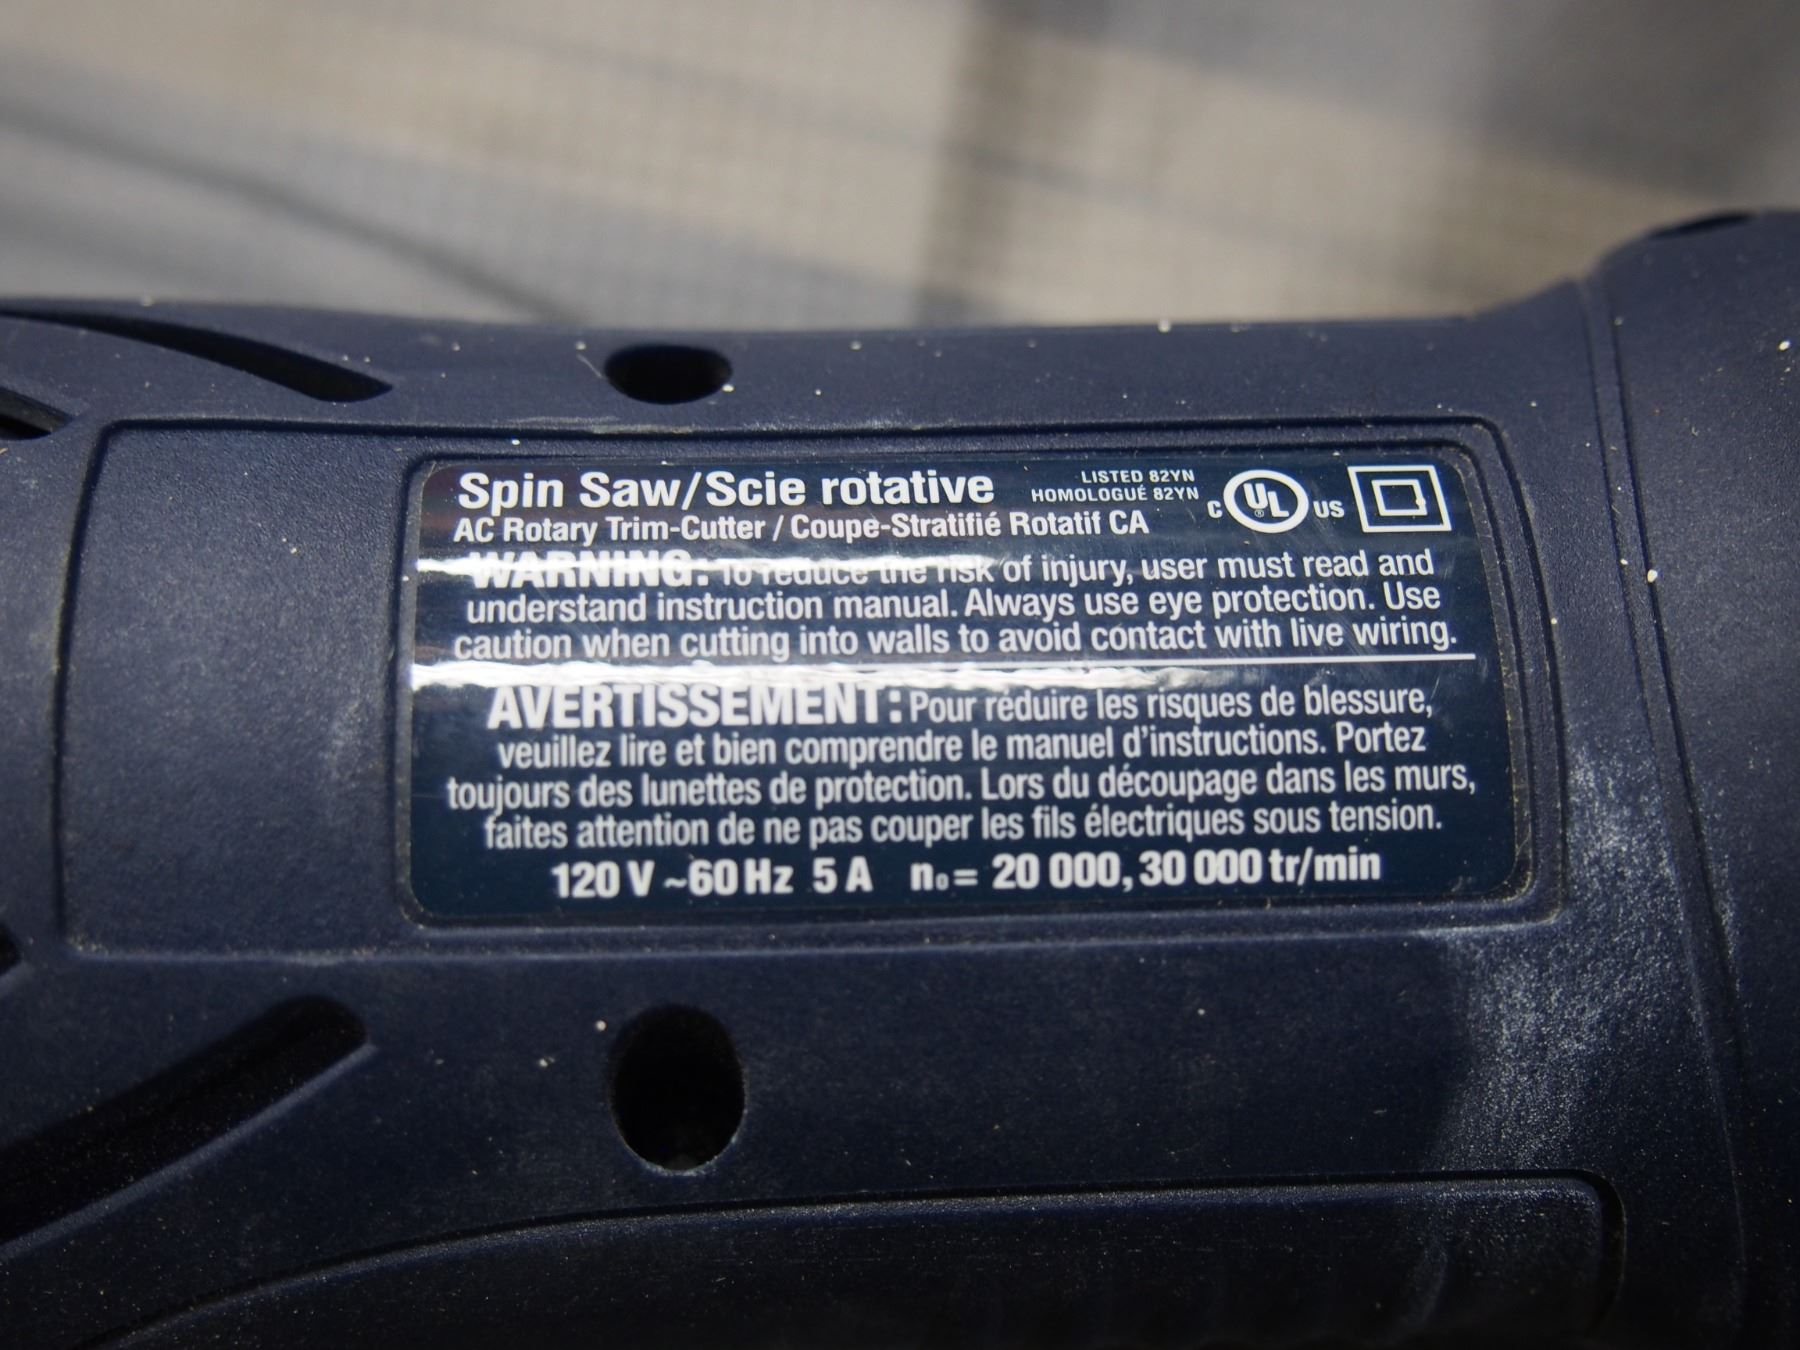 Spin Saw/Scie rotative
LISTED 82YN
HOMOLOGUÉ 82YN
C UL ® US
AC Rotary Trim-Cutter / Coupe-Stratifié Rotatif CA
WARNING: To reduce the risk of injury, user must read and
understand instruction manual. Always use eye protection. Use
caution when cutting into walls to avoid contact with live wiring.
AVERTISSEMENT: Pour réduire les risques de blessure,
veuillez lire et bien comprendre le manuel d'instructions. Portez
toujours des lunettes de protection. Lors du découpage dans les murs,
faites attention de ne pas couper les fils électriques sous tension.
120 V ~60 Hz 5 A n₀= 20 000, 30 000 tr/min